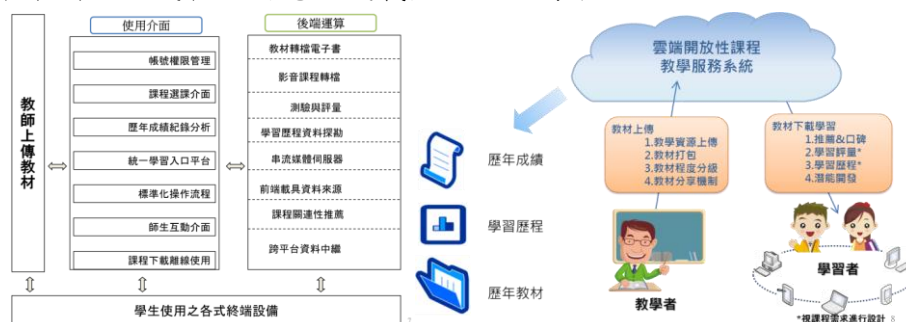 使用介面
後端運算
教師上傳教材
帳號權限管理
課程選課介面
歷年成績紀錄分析
統一學習入口平台
標準化操作流程
師生互動介面
課程下載離線使用
教材轉檔電子書
影音課程轉檔
測驗與評量
學習歷程資料探勘
串流媒體伺服器
前端載具資料來源
課程關連性推薦
跨平台資料中繼
學生使用之各式終端設備
7
歷年成績
學習歷程
歷年教材
雲端開放性課程
教學服務系統
教材上傳
1.教學資源上傳
2.教材打包
3.教材程度分級
4.教材分享機制
教材下載學習
1.推薦&口碑
2.學習評量*
3.學習歷程*
4.潛能開發
教學者
學習者
*視課程需求進行設計 8